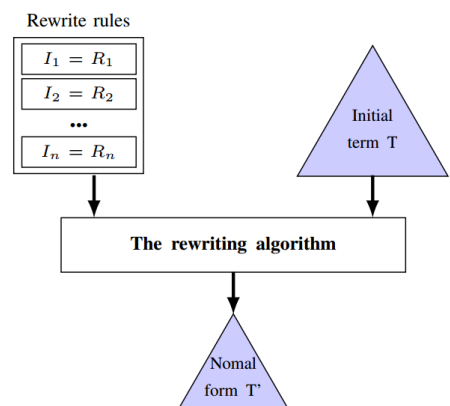 Rewrite rules
I₁ = R₁
I₂ = R₂
...
Iₙ = Rₙ
Initial
term T
The rewriting algorithm
Nomal
form T'